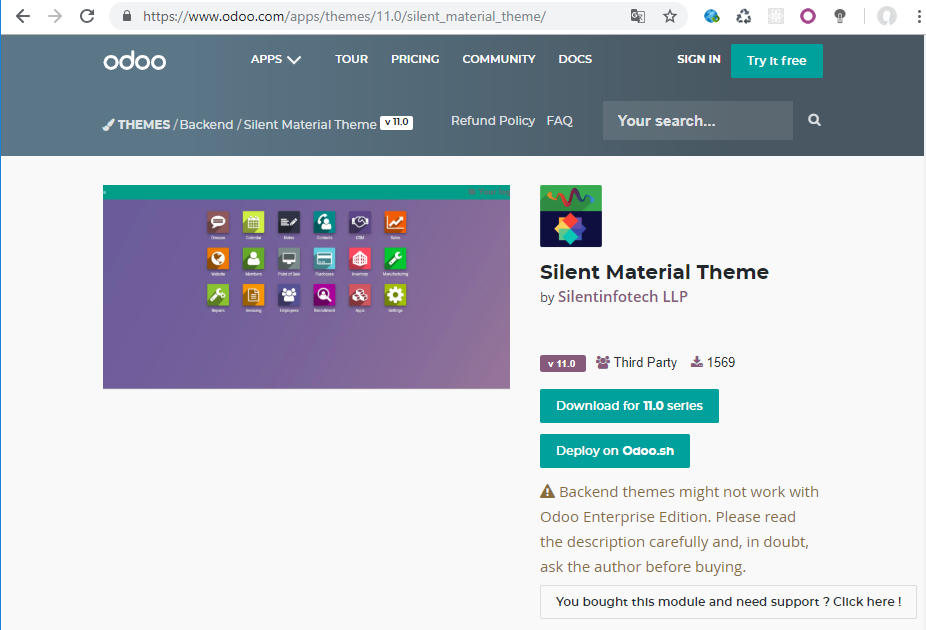 https://www.odoo.com/apps/themes/11.0/silent_material_theme/
odoo
APPS TOUR PRICING COMMUNITY DOCS SIGN IN Try it free
THEMES / Backend / Silent Material Theme v 11.0 Refund Policy FAQ Your search...
Discuss Calendar Notes Contacts CRM Sales
Website Members Point of Sale Purchases Inventory Manufacturing
Repairs Invoicing Employees Recruitment Apps Settings
Silent Material Theme
by Silentinfotech LLP
v 11.0 Third Party 1569
Download for 11.0 series
Deploy on Odoo.sh
Backend themes might not work with
Odoo Enterprise Edition. Please read
the description carefully and, in doubt,
ask the author before buying.
You bought this module and need support ? Click here !